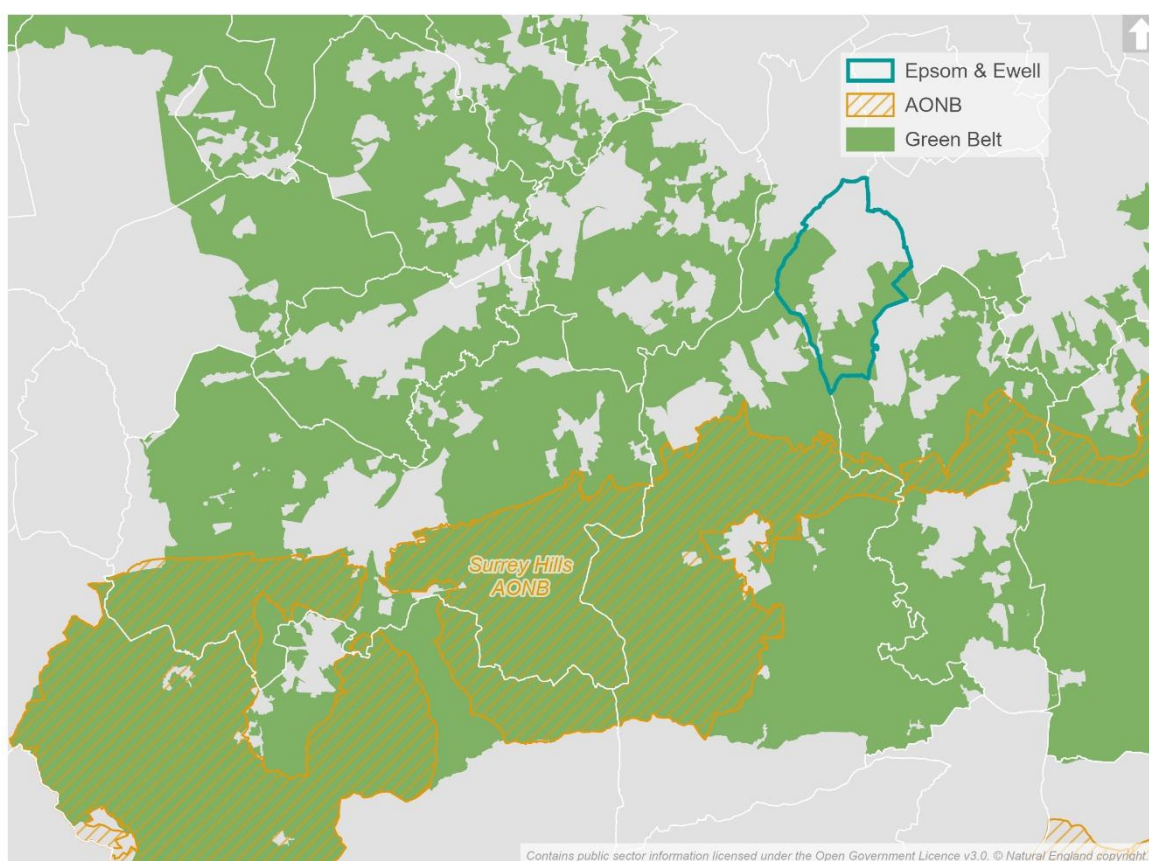 Epsom & Ewell
AONB
Green Belt
Surrey Hills
AONB
Contains public sector information licensed under the Open Government Licence v3.0. © Natural England copyright.